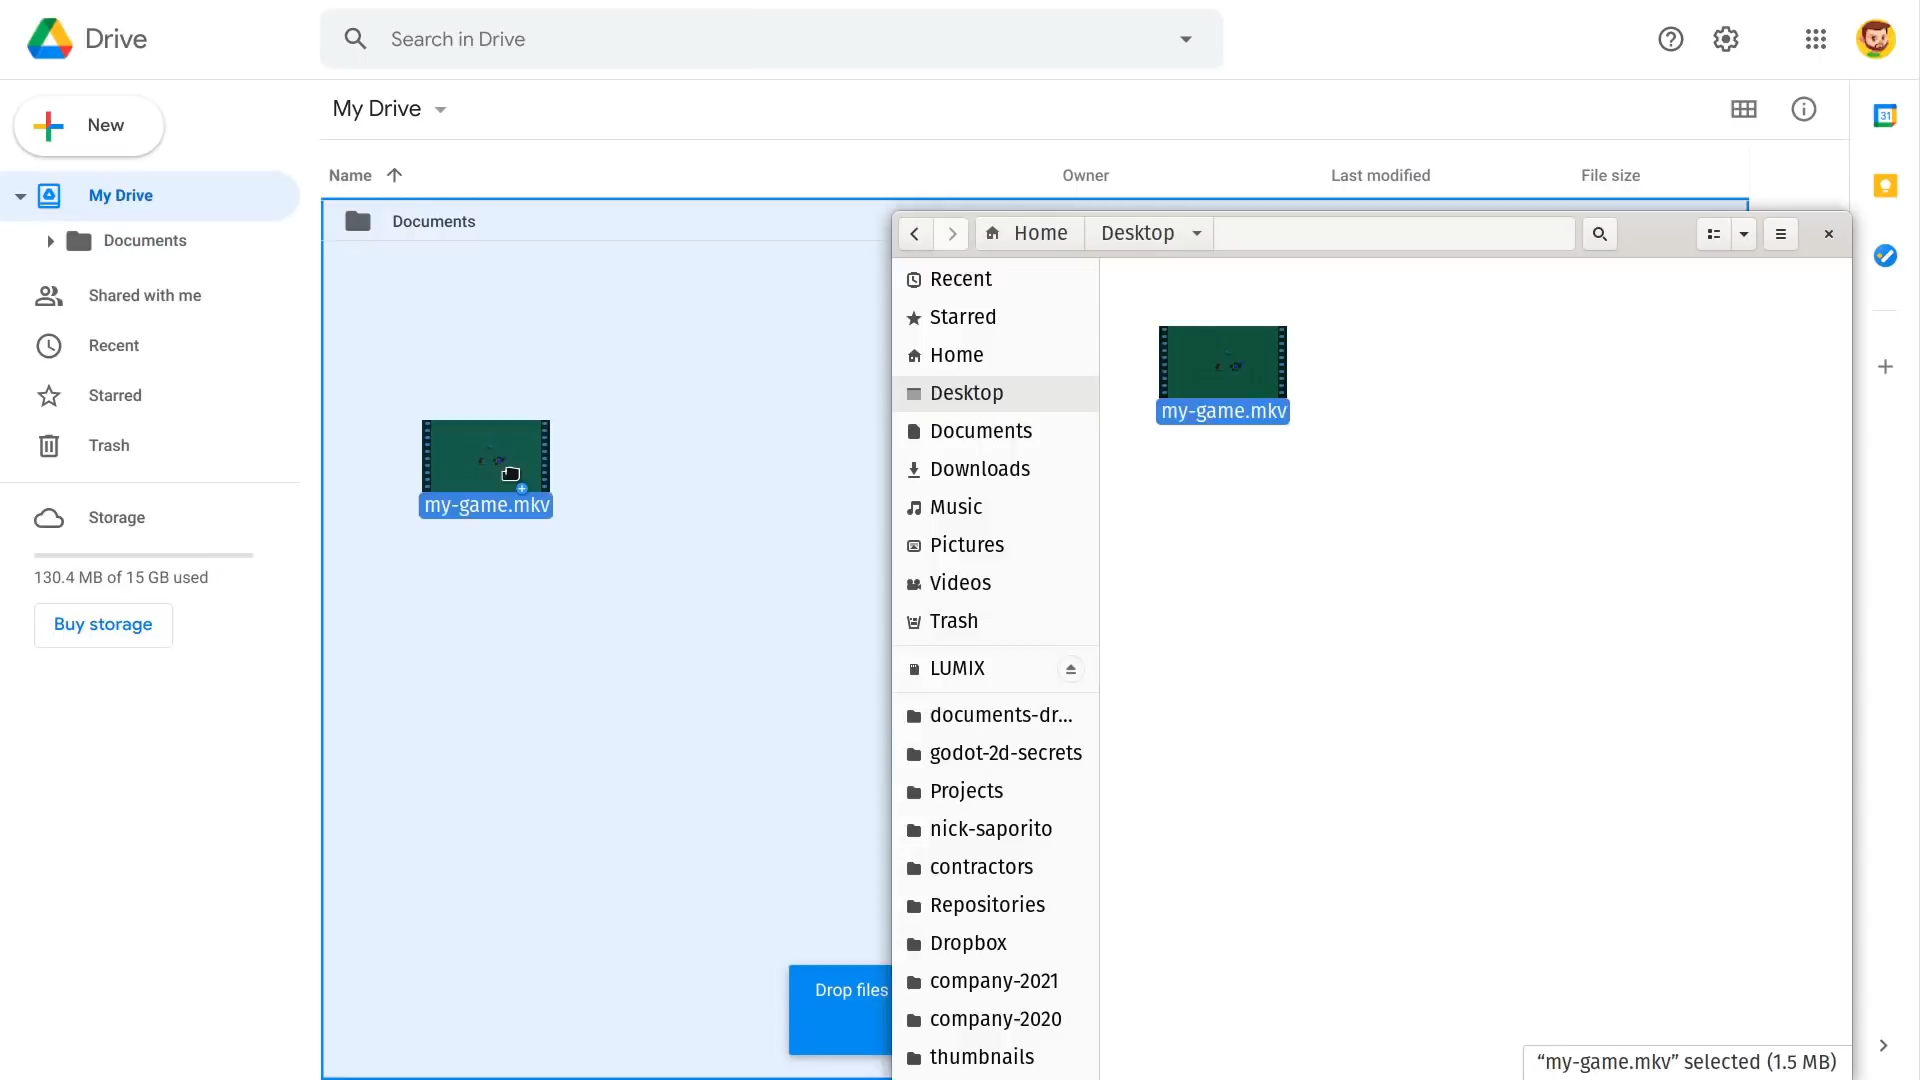 Drive
Search in Drive
New
My Drive
Documents
Shared with me
Recent
Starred
Trash
Storage
130.4 MB of 15 GB used
Buy storage
My Drive
Name
Owner
Last modified
File size
Documents
my-game.mkv
Drop files
Home
Desktop
Recent
Starred
Home
Desktop
Documents
Downloads
Music
Pictures
Videos
Trash
LUMIX
documents-dr...
godot-2d-secrets
Projects
nick-saporito
contractors
Repositories
Dropbox
company-2021
company-2020
thumbnails
my-game.mkv
“my-game.mkv” selected (1.5 MB)
31